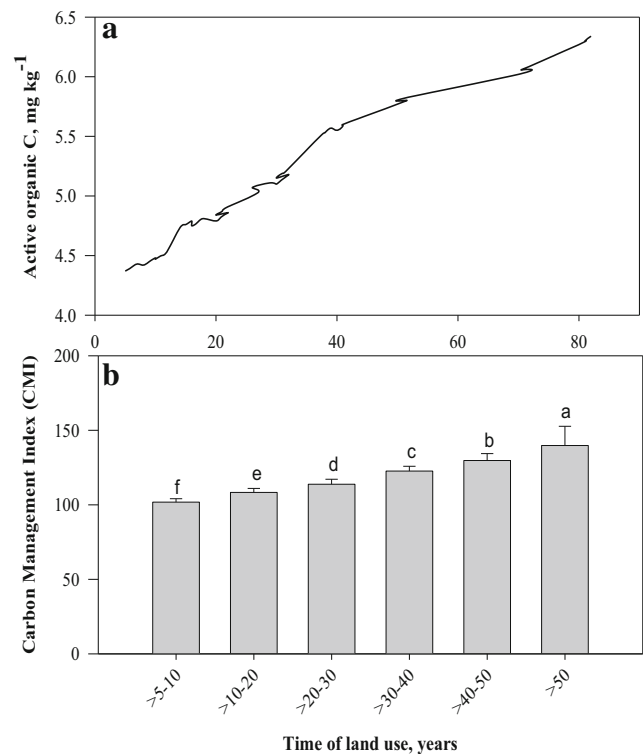 a
Active organic C, mg kg-1
6.5
6.0
5.5
5.0
4.5
4.0
0 20 40 60 80
b
Carbon Management Index (CMI)
200
150
100
50
0
f e d c b a
>5-10 >10-20 >20-30 >30-40 >40-50 >50
Time of land use, years